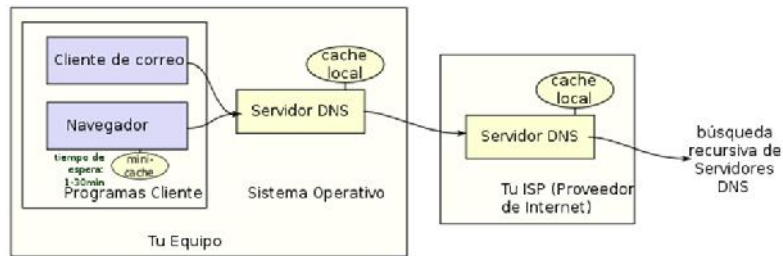 Cliente de correo
Navegador
tiempo de
espera:
1-30min
mini-
cache
Programas Cliente
cache
local
Servidor DNS
Sistema Operativo
Tu Equipo
cache
local
Servidor DNS
Tu ISP (Proveedor
de Internet)
búsqueda
recursiva de
Servidores
DNS